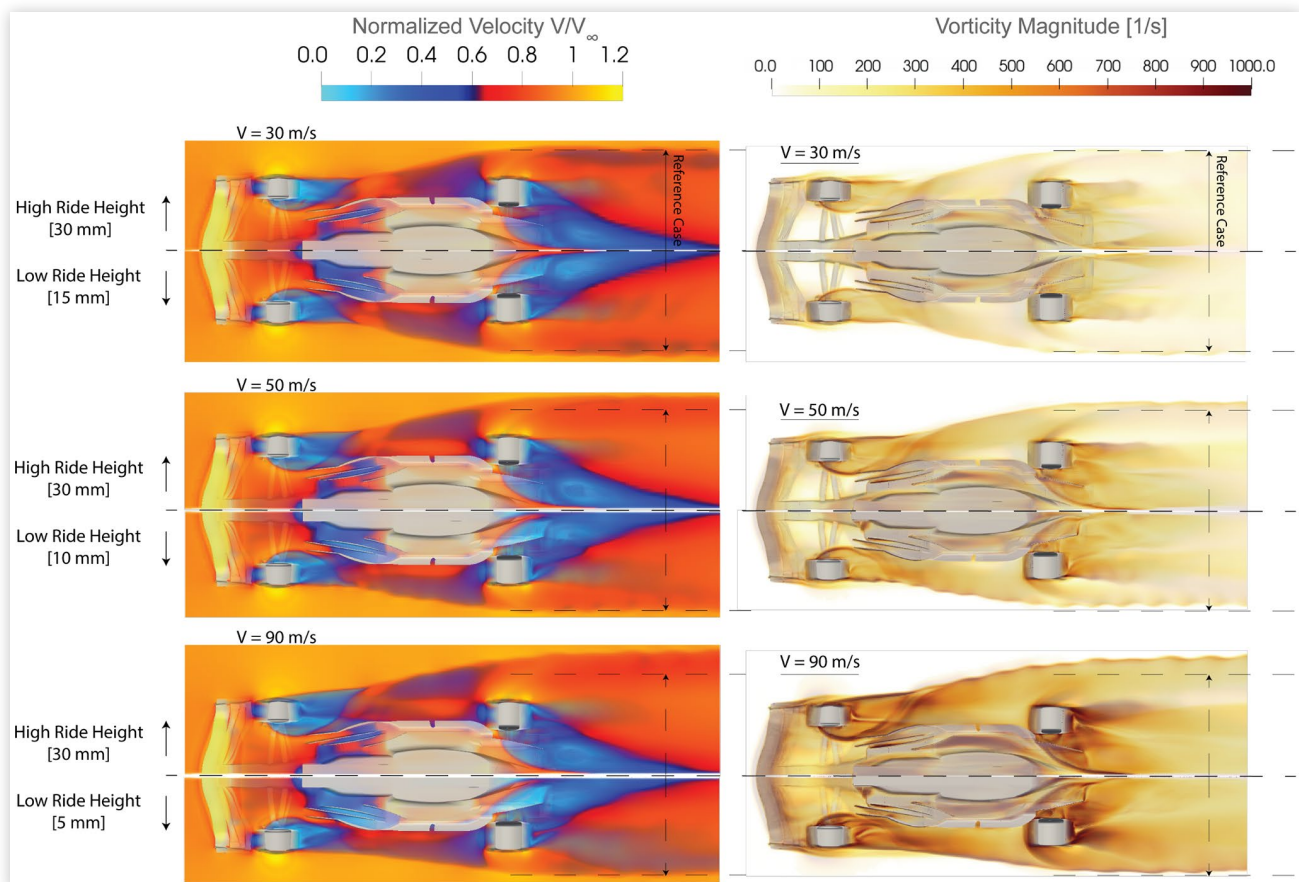 Normalized Velocity V/V∞
0.0 0.2 0.4 0.6 0.8 1 1.2
Vorticity Magnitude [1/s]
0.0 100 200 300 400 500 600 700 800 900 1000.0
V = 30 m/s
High Ride Height
[30 mm]
Low Ride Height
[15 mm]
Reference Case
V = 30 m/s
Reference Case
V = 50 m/s
High Ride Height
[30 mm]
Low Ride Height
[10 mm]
V = 50 m/s
V = 90 m/s
High Ride Height
[30 mm]
Low Ride Height
[5 mm]
V = 90 m/s